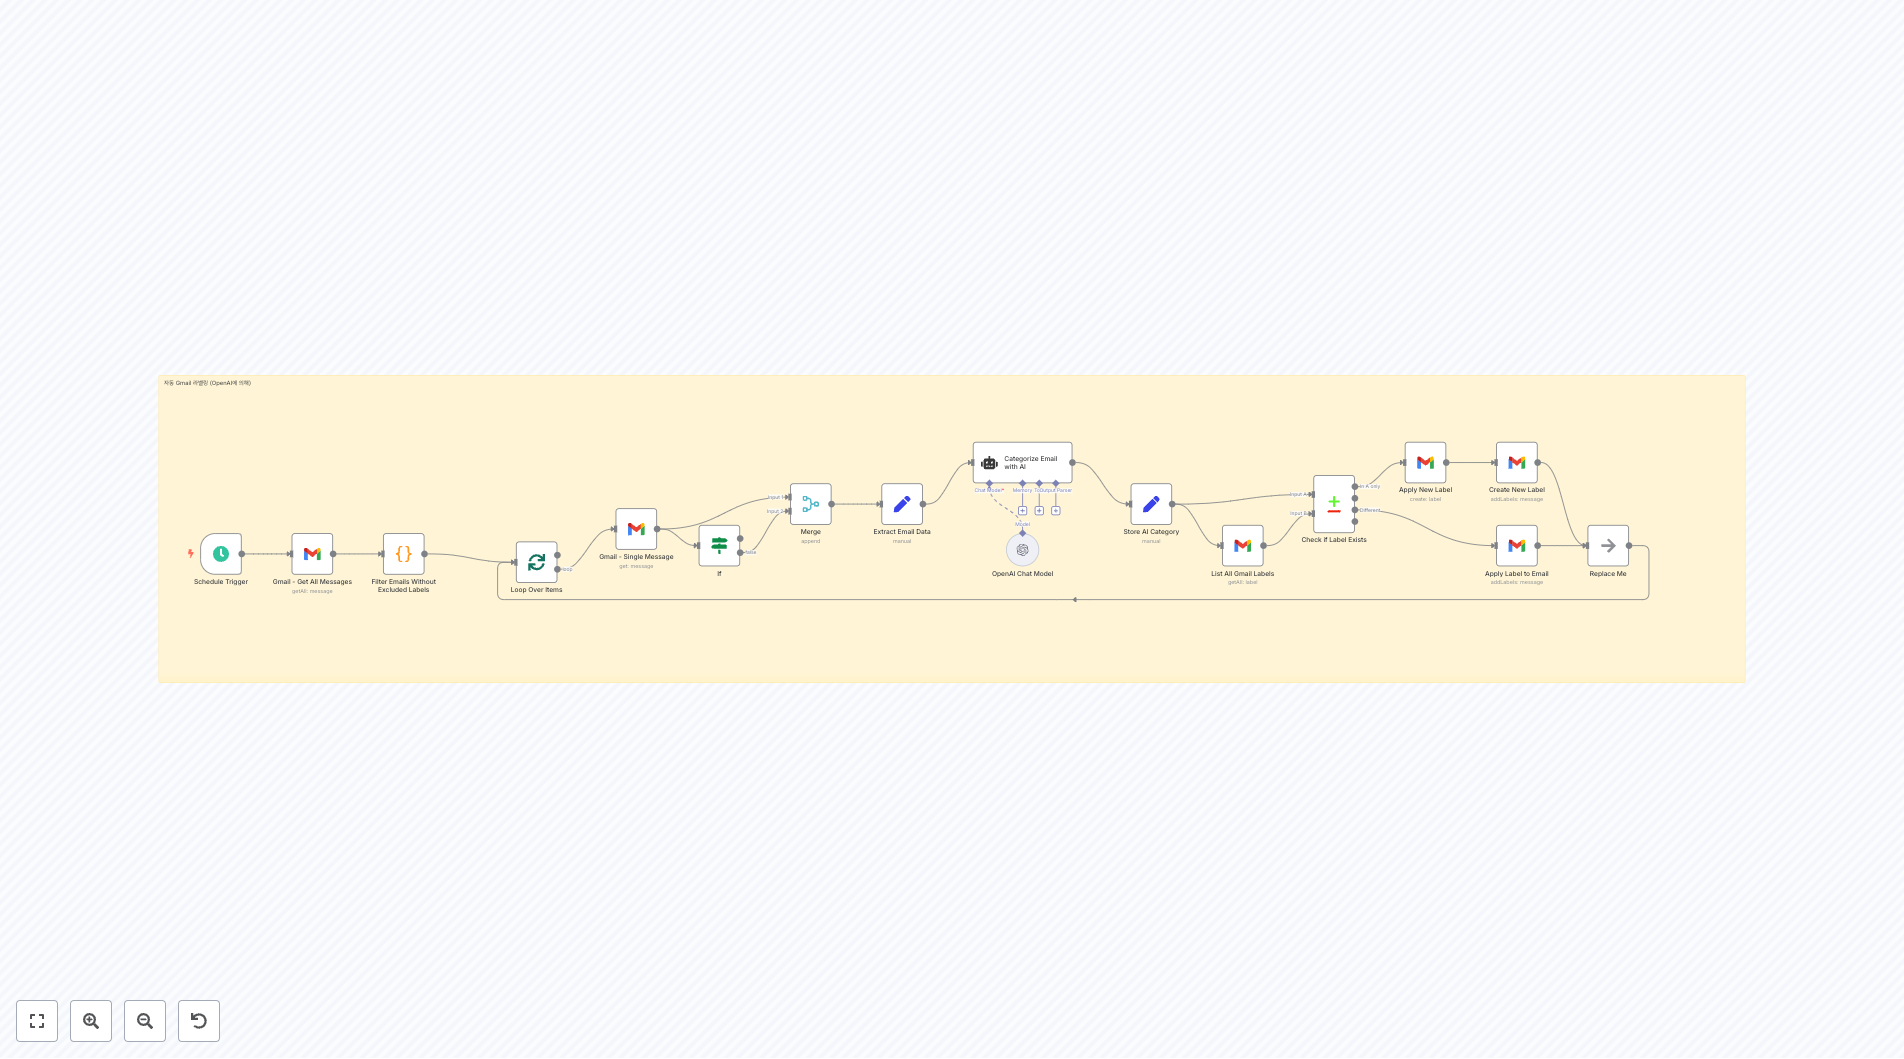 자동 Gmail 라벨링 (OpenAI에 의해)
Schedule Trigger
Gmail - Get All Messages
getAll: message
Filter Emails Without
Excluded Labels
Loop Over Items
loop
Gmail - Single Message
get: message
If
false
Input 1
Input 2
Merge
append
Extract Email Data
manual
Categorize Email
with AI
Chat Model*
Memory
Output Parser
Model
OpenAI Chat Model
Store AI Category
manual
List All Gmail Labels
getAll: label
Input A
Input B
In A only
Different
Check if Label Exists
Apply New Label
create: label
Create New Label
addLabels: message
Apply Label to Email
addLabels: message
Replace Me